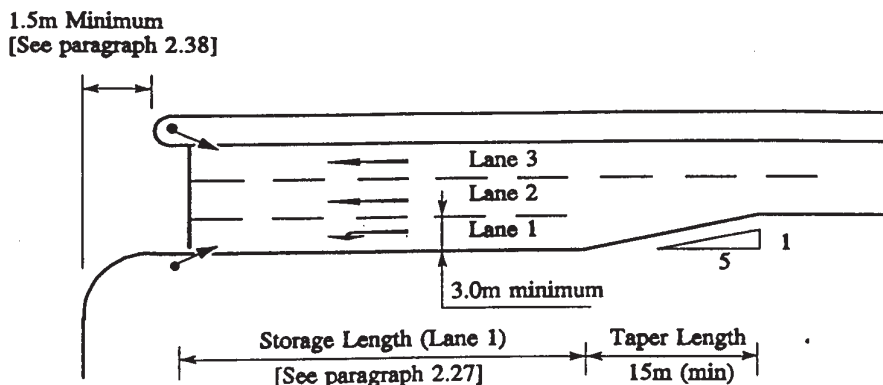 1.5m Minimum
[See paragraph 2.38]
Lane 3
Lane 2
Lane 1
1
5
3.0m minimum
Storage Length (Lane 1)
Taper Length
[See paragraph 2.27]
15m (min)